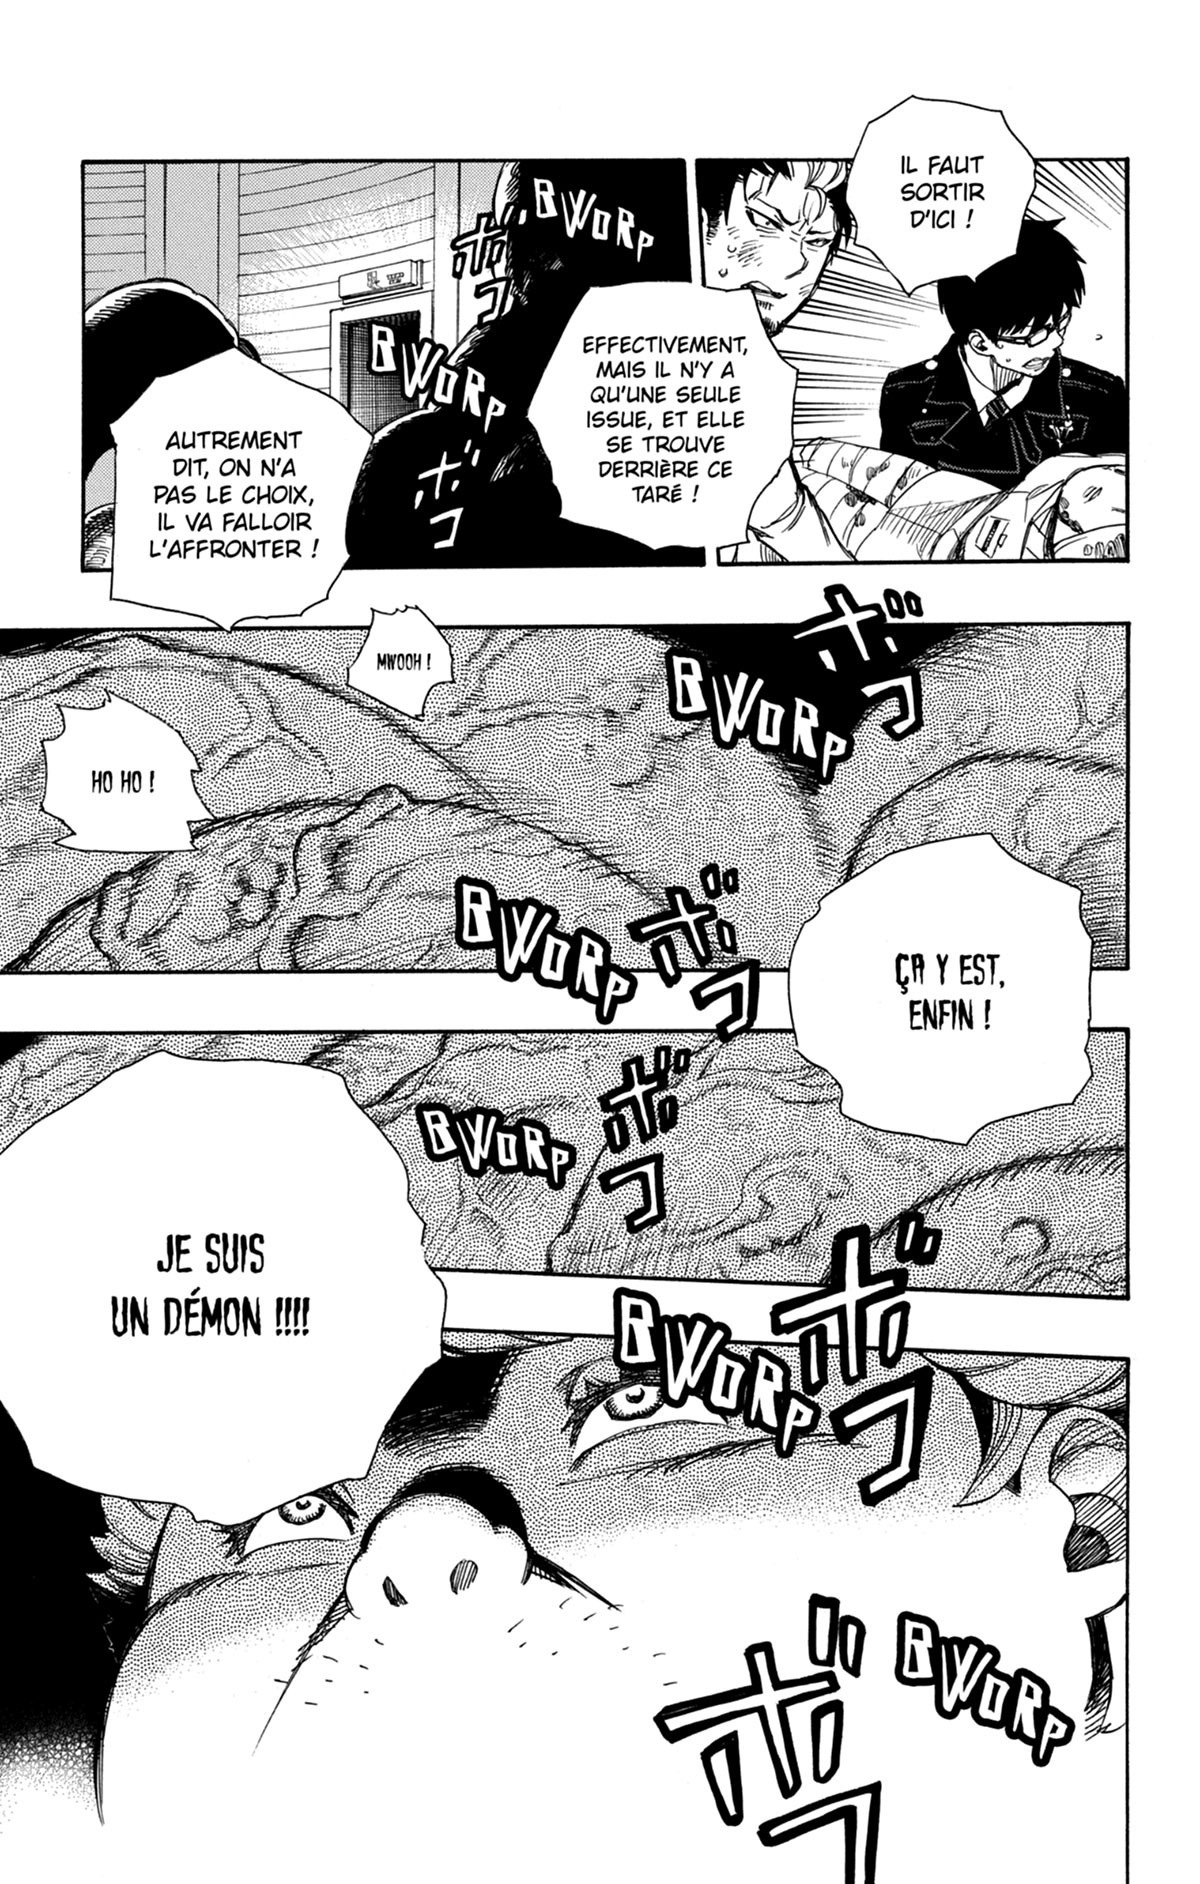 IL FAUT
SORTIR
D'ICI !
EFFECTIVEMENT,
MAIS IL N'Y A
QU'UNE SEULE
ISSUE, ET ELLE
SE TROUVE
DERRIÈRE CE
TARÉ !
BWORP
ボコ
BWORP
ボコ
AUTREMENT
DIT, ON N'A
PAS LE CHOIX,
IL VA FALLOIR
L'AFFRONTER !
ボコ
BWORP
MWOOH !
HO HO !
ボコ
BWORP
ÇA Y EST,
ENFIN !
ボコ
BWORP
JE SUIS
UN DÉMON !!!!
ボコ
BWORP
BWORP
ボコ